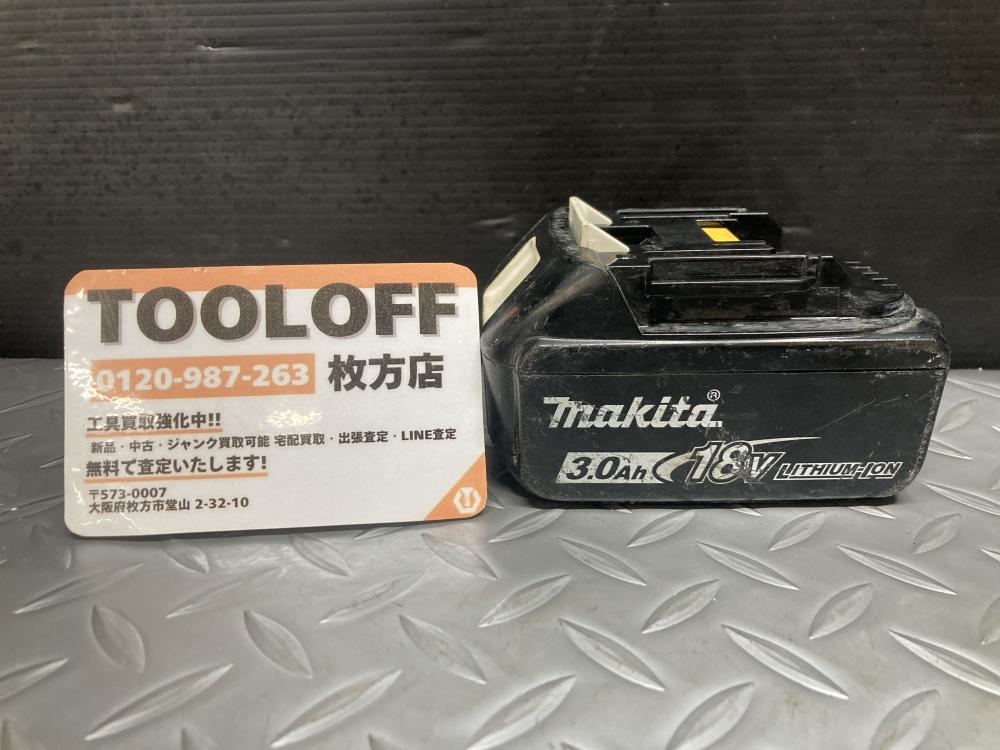 TOOLOFF
0120-987-263 枚方店
工具買取強化中!!
新品・中古・ジャンク買取可能 宅配買取・出張査定・LINE査定
無料で査定いたします!
〒573-0007
大阪府枚方市堂山 2-32-10
makita®
3.0Ah 18V LITHIUM-ION